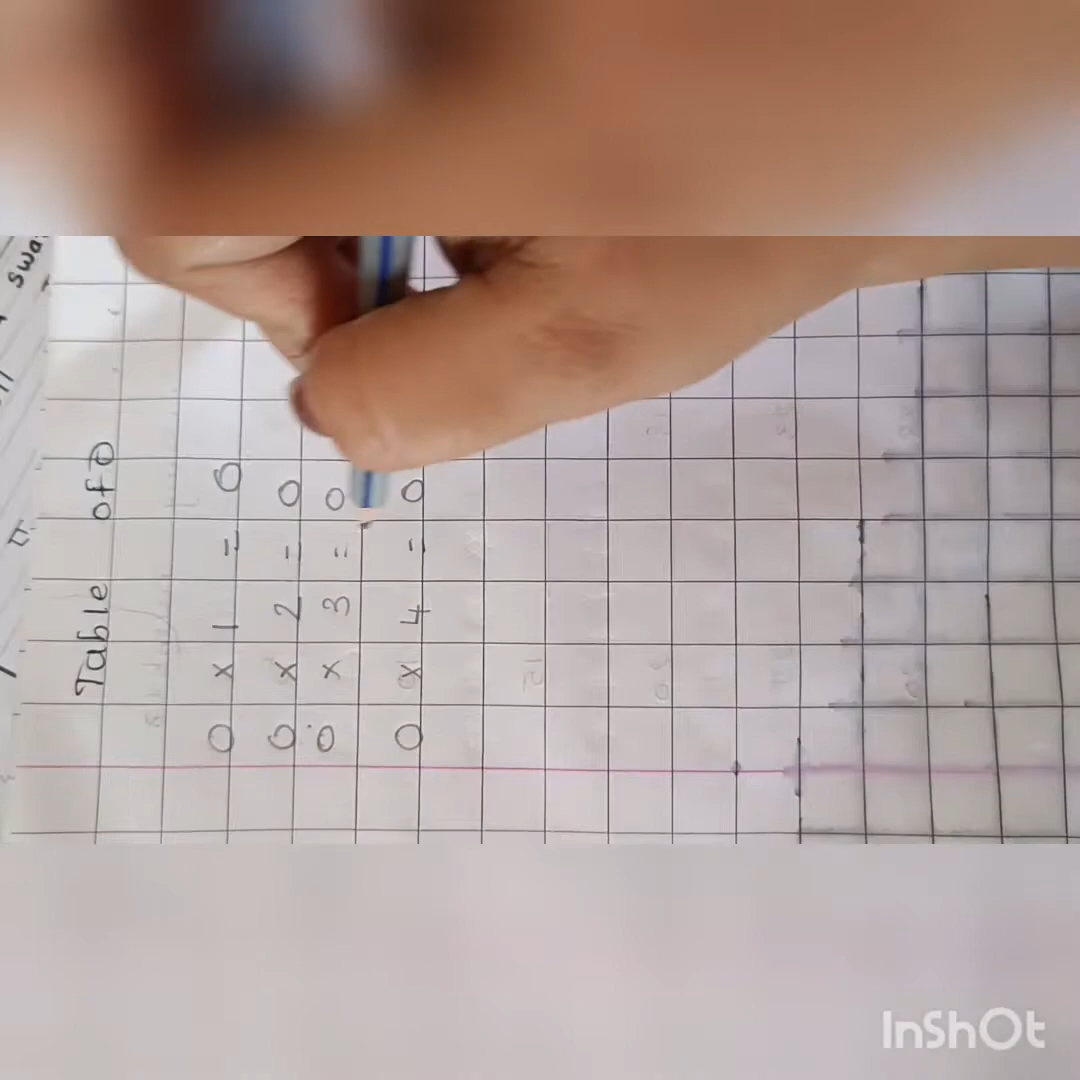 Table of 0
0 x 1 = 0
0 x 2 = 0
0 x 3 = 0
0 x 4 = 0
InShOt